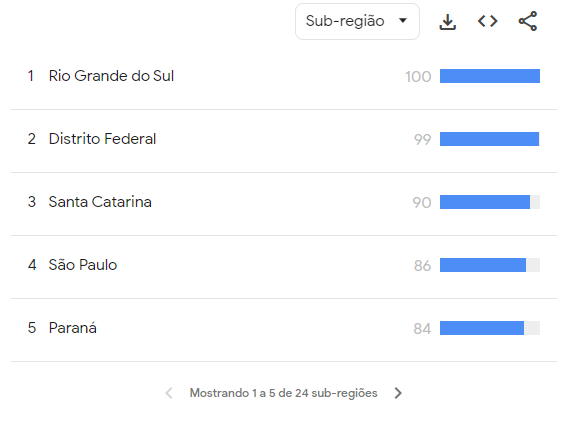 Sub-região
1 Rio Grande do Sul 100
2 Distrito Federal 99
3 Santa Catarina 90
4 São Paulo 86
5 Paraná 84
Mostrando 1 a 5 de 24 sub-regiões